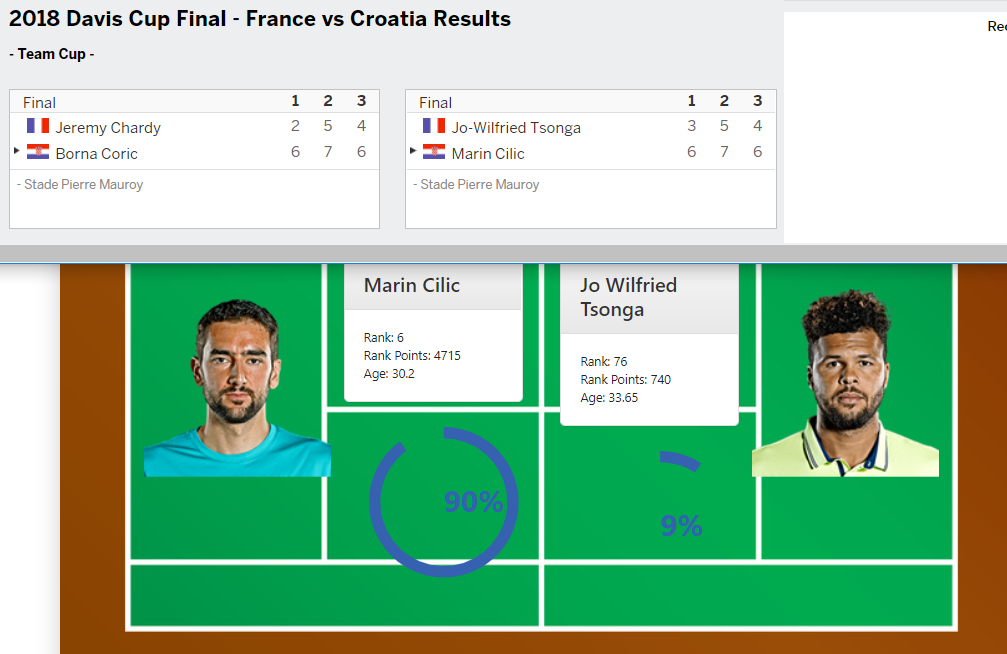 2018 Davis Cup Final - France vs Croatia Results
- Team Cup -
Final 1 2 3
Jeremy Chardy 2 5 4
Borna Coric 6 7 6
- Stade Pierre Mauroy
Final 1 2 3
Jo-Wilfried Tsonga 3 5 4
Marin Cilic 6 7 6
- Stade Pierre Mauroy
Marin Cilic
Rank: 6
Rank Points: 4715
Age: 30.2
90%
Jo Wilfried
Tsonga
Rank: 76
Rank Points: 740
Age: 33.65
9%